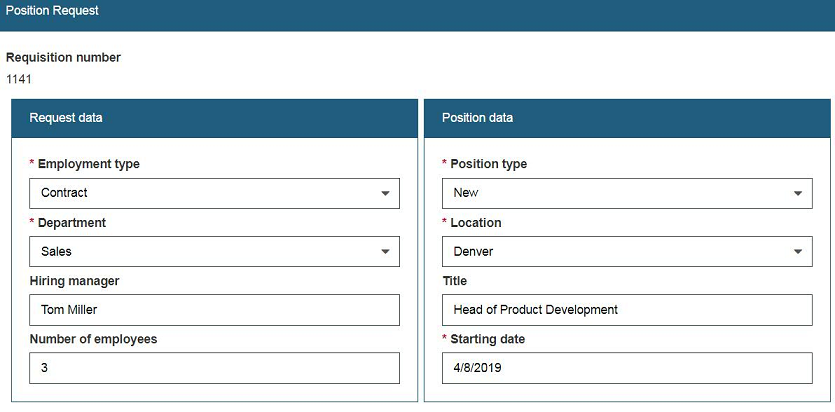 Position Request
Requisition number
1141
Request data
* Employment type
Contract
* Department
Sales
Hiring manager
Tom Miller
Number of employees
3
Position data
* Position type
New
* Location
Denver
Title
Head of Product Development
* Starting date
4/8/2019